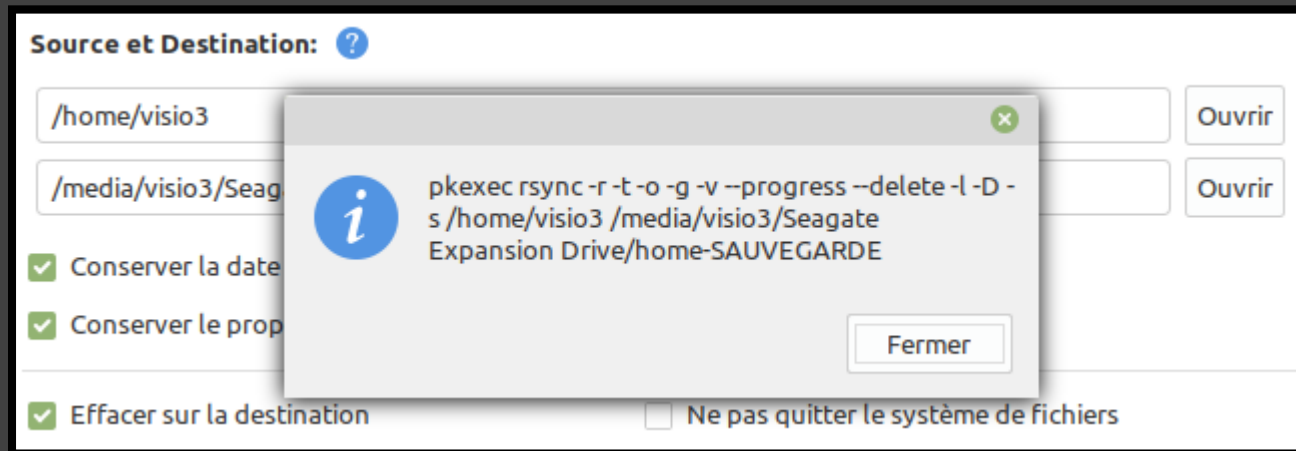 Source et Destination: ?
/home/visio3
Ouvrir
/media/visio3/Seag
Ouvrir
pkexec rsync -r -t -o -g -v --progress --delete -l -D -
s /home/visio3 /media/visio3/Seagate
Expansion Drive/home-SAUVEGARDE
Conserver la date
Conserver le prop
Fermer
Effacer sur la destination
Ne pas quitter le système de fichiers